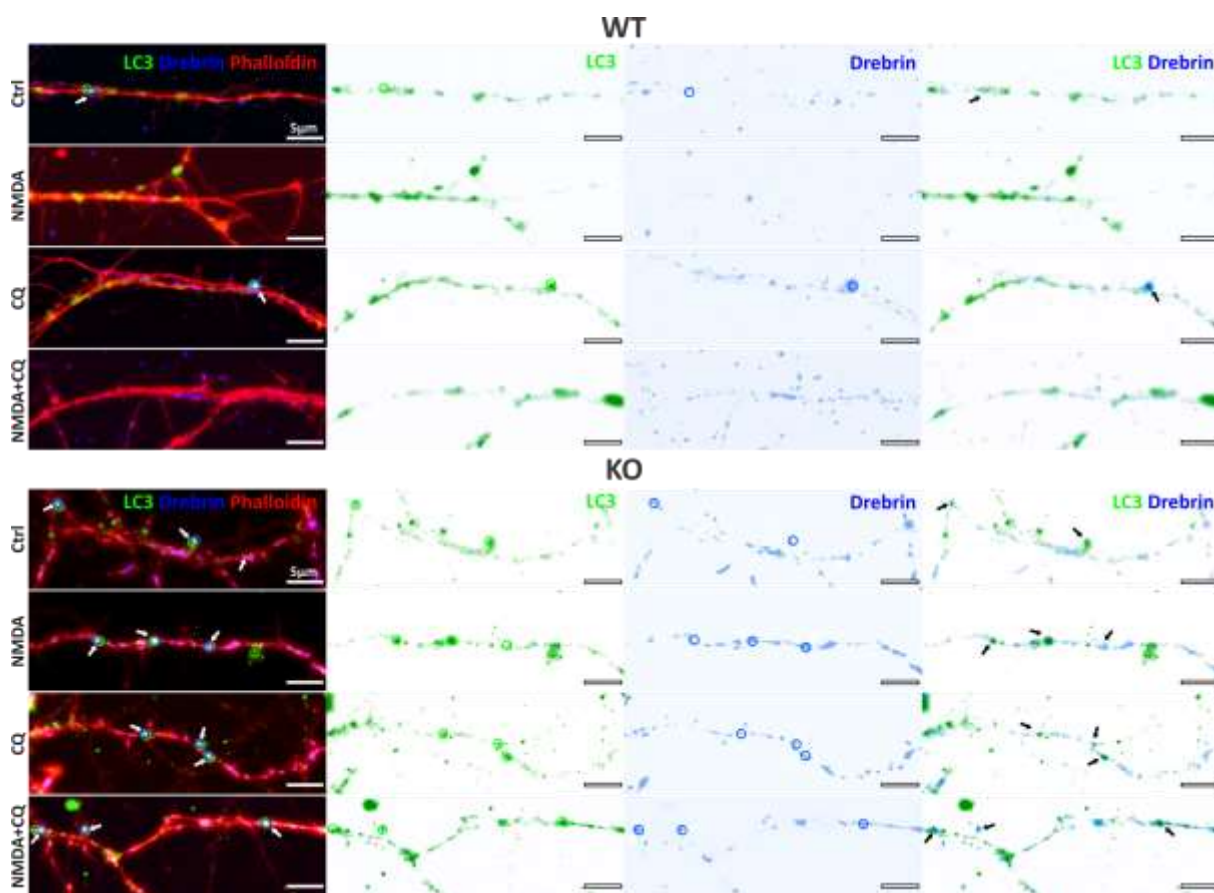 WT
LC3 Drebrin Phalloidin
LC3
Drebrin
LC3 Drebrin
Ctrl
5µm
NMDA
CQ
NMDA+CQ
KO
LC3 Drebrin Phalloidin
LC3
Drebrin
LC3 Drebrin
Ctrl
5µm
NMDA
CQ
NMDA+CQ